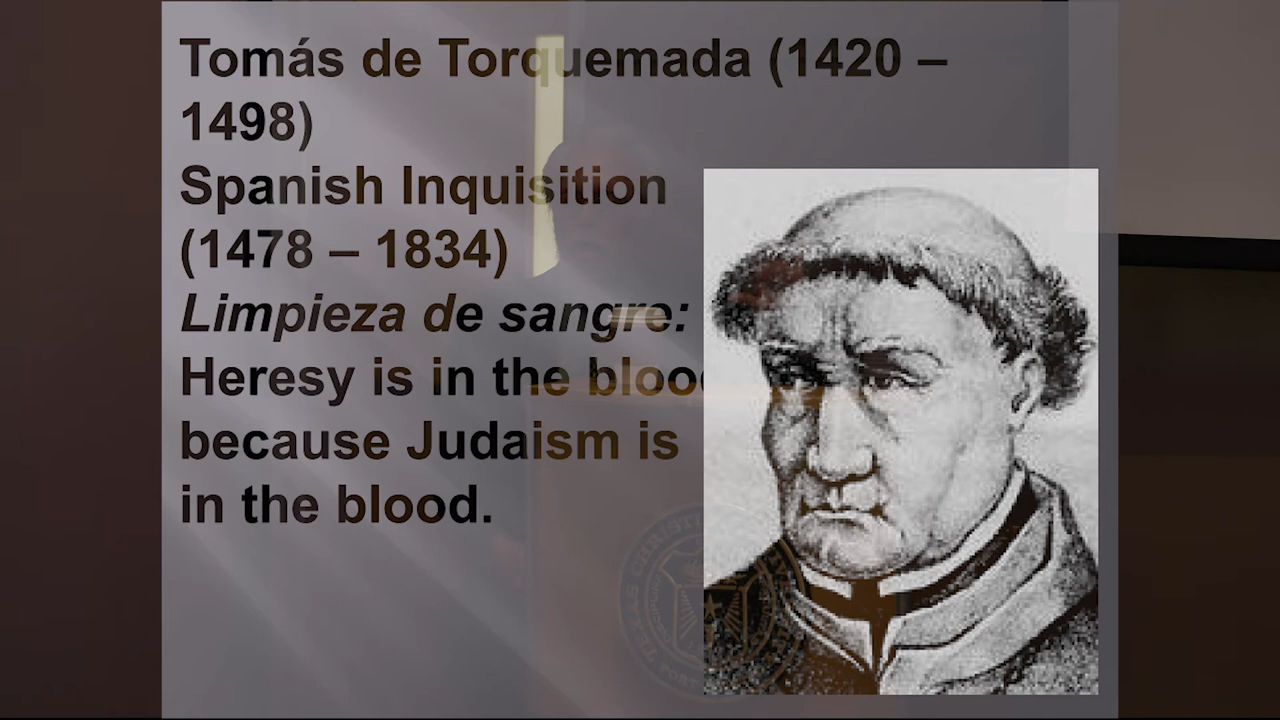 Tomás de Torquemada (1420 –
1498)
Spanish Inquisition
(1478 – 1834)
Limpieza de sangre:
Heresy is in the blood
because Judaism is
in the blood.